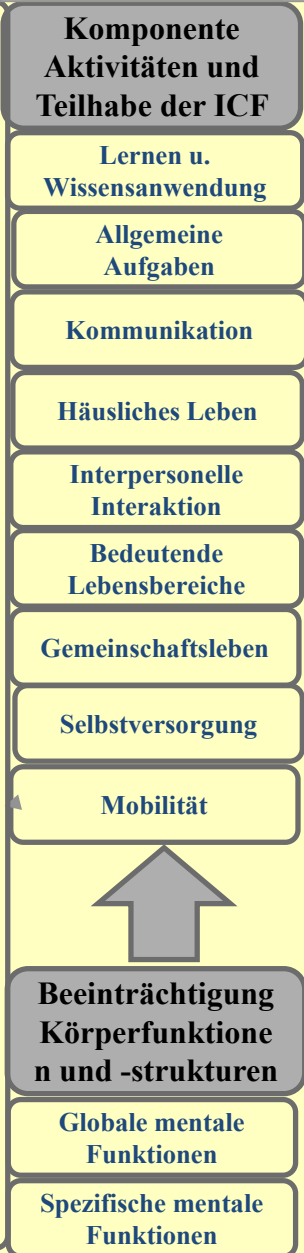 Komponente
Aktivitäten und
Teilhabe der ICF
Lernen u.
Wissensanwendung
Allgemeine
Aufgaben
Kommunikation
Häusliches Leben
Interpersonelle
Interaktion
Bedeutende
Lebensbereiche
Gemeinschaftsleben
Selbstversorgung
Mobilität
Beeinträchtigung
Körperfunktione
n und -strukturen
Globale mentale
Funktionen
Spezifische mentale
Funktionen